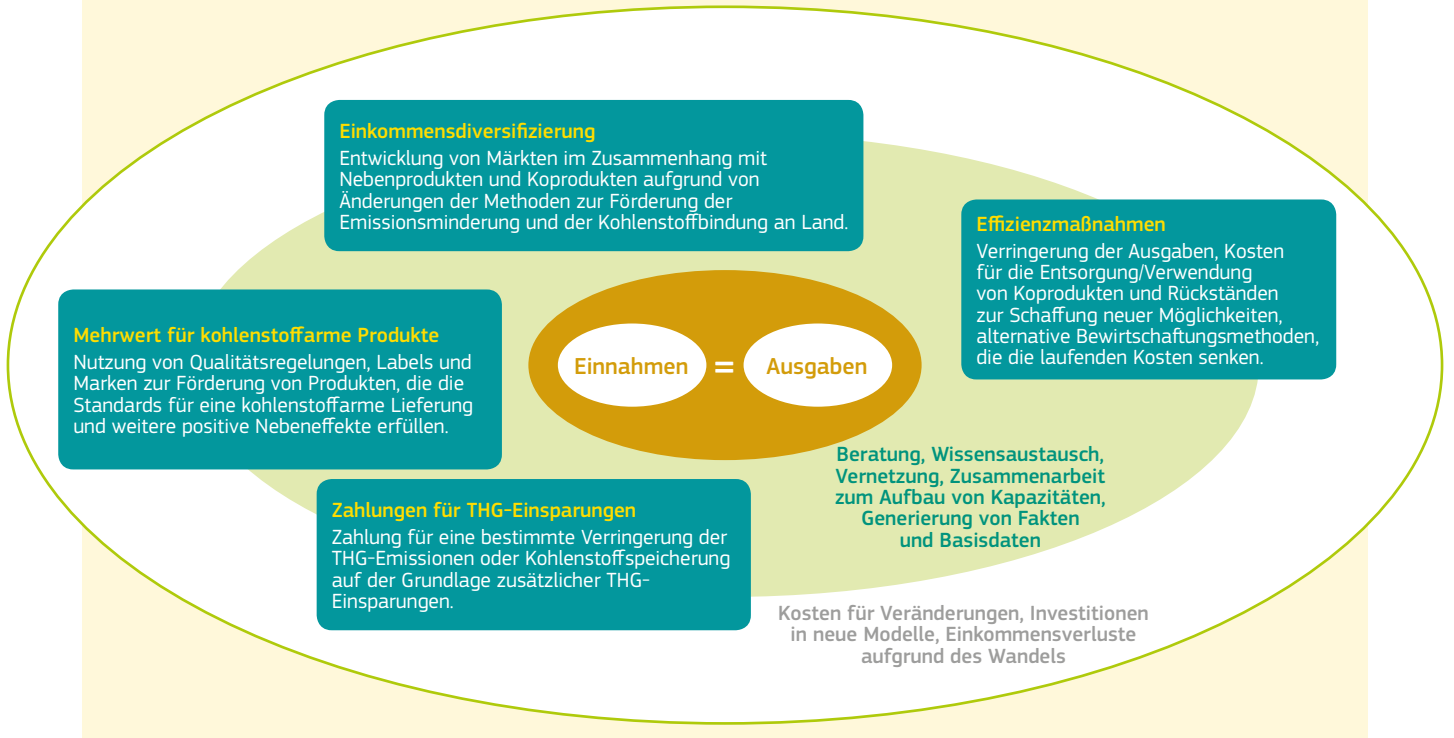 Einkommensdiversifizierung
Entwicklung von Märkten im Zusammenhang mit
Nebenprodukten und Koprodukten aufgrund von
Änderungen der Methoden zur Förderung der
Emissionsminderung und der Kohlenstoffbindung an Land.
Effizienzmaßnahmen
Verringerung der Ausgaben, Kosten
für die Entsorgung/Verwendung
von Koprodukten und Rückständen
zur Schaffung neuer Möglichkeiten,
alternative Bewirtschaftungsmethoden,
die die laufenden Kosten senken.
Mehrwert für kohlenstoffarme Produkte
Nutzung von Qualitätsregelungen, Labels und
Marken zur Förderung von Produkten, die die
Standards für eine kohlenstoffarme Lieferung
und weitere positive Nebeneffekte erfüllen.
Einnahmen = Ausgaben
Beratung, Wissensaustausch,
Vernetzung, Zusammenarbeit
zum Aufbau von Kapazitäten,
Generierung von Fakten
und Basisdaten
Zahlungen für THG-Einsparungen
Zahlung für eine bestimmte Verringerung der
THG-Emissionen oder Kohlenstoffspeicherung
auf der Grundlage zusätzlicher THG-
Einsparungen.
Kosten für Veränderungen, Investitionen
in neue Modelle, Einkommensverluste
aufgrund des Wandels